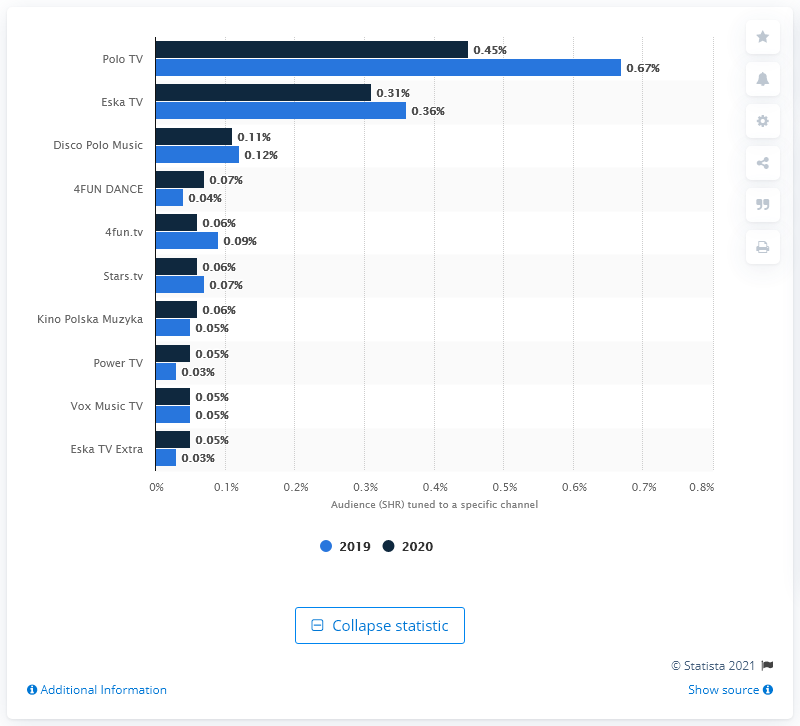 Polo TV
0.45%
0.67%
Eska TV
0.31%
0.36%
Disco Polo Music
0.11%
0.12%
4FUN DANCE
0.07%
0.04%
4fun.tv
0.06%
0.09%
Stars.tv
0.06%
0.07%
Kino Polska Muzyka
0.06%
0.05%
Power TV
0.05%
0.03%
Vox Music TV
0.05%
0.05%
Eska TV Extra
0.05%
0.03%
0% 0.1% 0.2% 0.3% 0.4% 0.5% 0.6% 0.7% 0.8%
Audience (SHR) tuned to a specific channel
2019 2020
Collapse statistic
© Statista 2021
Additional Information Show source